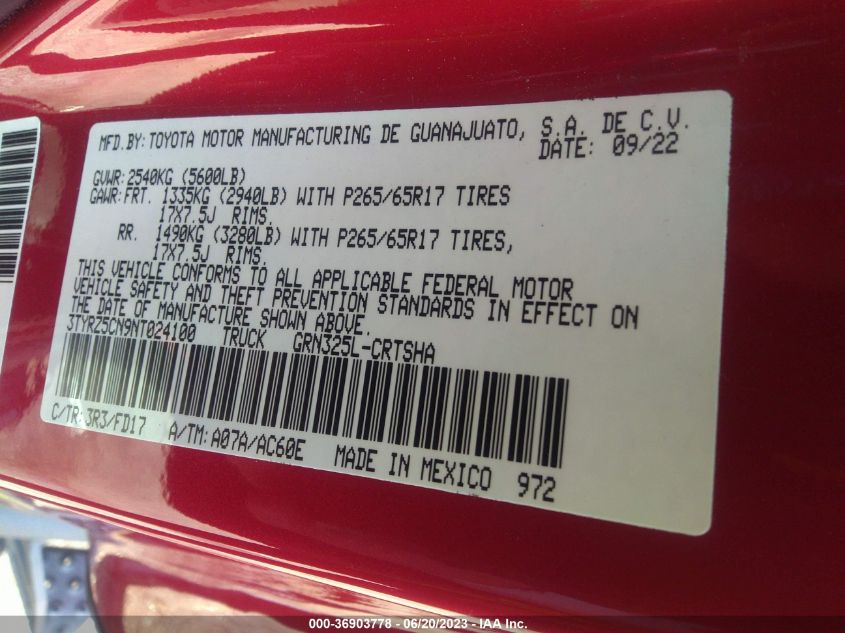 MFD.BY:TOYOTA MOTOR MANUFACTURING DE GUANAJUATO, S.A. DE C.V.
DATE: 09/22
GVWR:2540KG (5600LB)
GAWR:FRT. 1335KG (2940LB) WITH P265/65R17 TIRES
17X7.5J RIMS.
RR. 1490KG (3280LB) WITH P265/65R17 TIRES,
17X7.5J RIMS.
THIS VEHICLE CONFORMS TO ALL APPLICABLE FEDERAL MOTOR
VEHICLE SAFETY AND THEFT PREVENTION STANDARDS IN EFFECT ON
THE DATE OF MANUFACTURE SHOWN ABOVE.
3TYRZ5CN9NT024100 TRUCK GRN325L-CRTSHA
C/TR:3R3/FD17
A/TM:A07A/AC60E MADE IN MEXICO 972
000-36903778 - 06/20/2023 - IAA Inc.